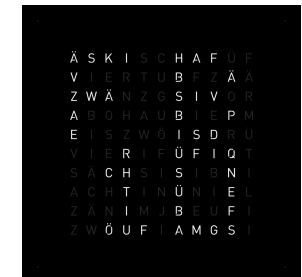 ÄSKISCHAFÜF
VIERTUBFZÄÄ
ZWÄNZGSIVOR
ABOHAUBIEPM
EISZWÖISDRÜ
VIERIFÜFIQT
SÄCHSISIBNI
ACHTINÜNIEL
ZÄNIMJBEUFI
ZWÖUFIAMGSI